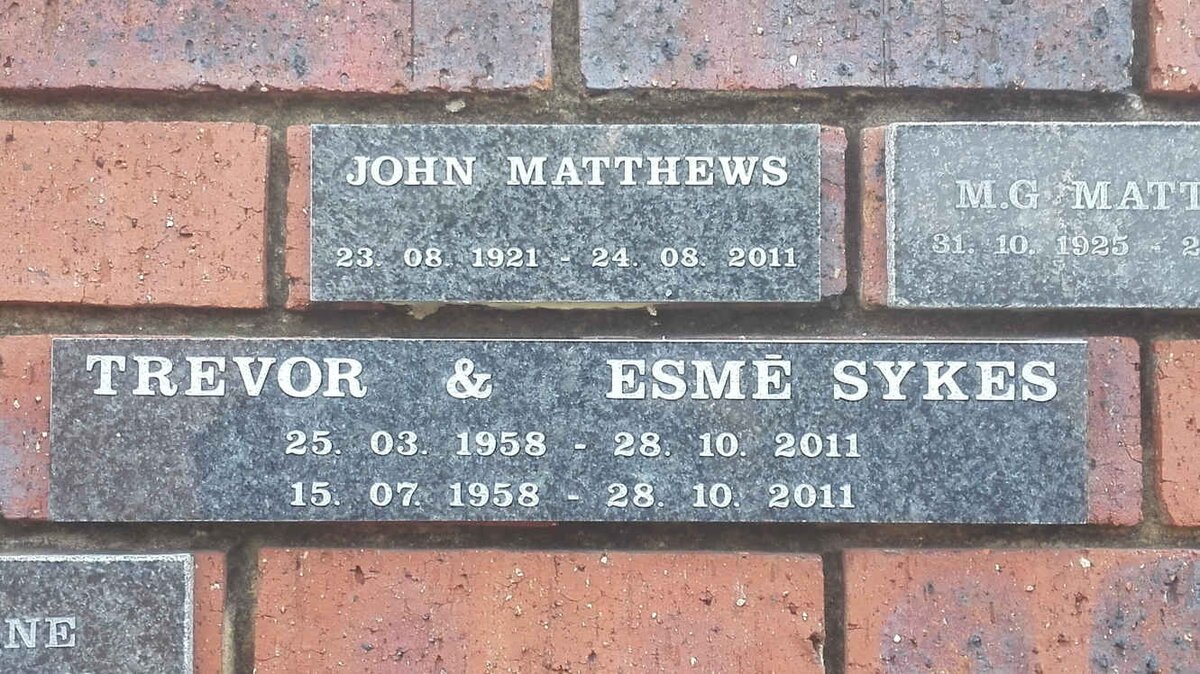 JOHN MATTHEWS
23. 08. 1921 - 24. 08. 2011
M.G MATT
31. 10. 1925 - 2
TREVOR & ESMĒ SYKES
25. 03. 1958 - 28. 10. 2011
15. 07. 1958 - 28. 10. 2011
NE